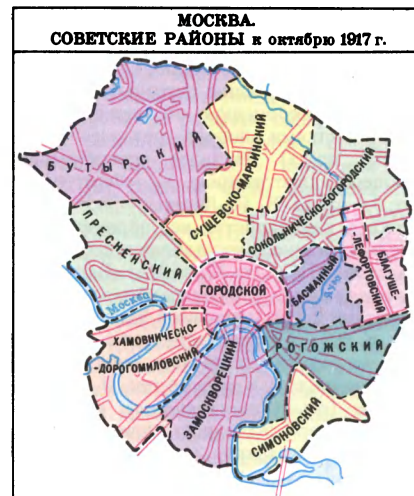 МОСКВА.
СОВЕТСКИЕ РАЙОНЫ к октябрю 1917 г.
БУТЫРСКИЙ
СУЩЕВСКО-МАРЬИНСКИЙ
СОКОЛЬНИЧЕСКО-БОГОРОДСКИЙ
ПРЕСНЕНСКИЙ
БЛАГУШЕ-
-ЛЕФОРТОВСКИЙ
БАСМАННЫЙ
Яуза
ГОРОДСКОЙ
Москва
ХАМОВНИЧЕСКО-
-ДОРОГОМИЛОВСКИЙ
РОГОЖСКИЙ
ЗАМОСКВОРЕЦКИЙ
СИМОНОВСКИЙ